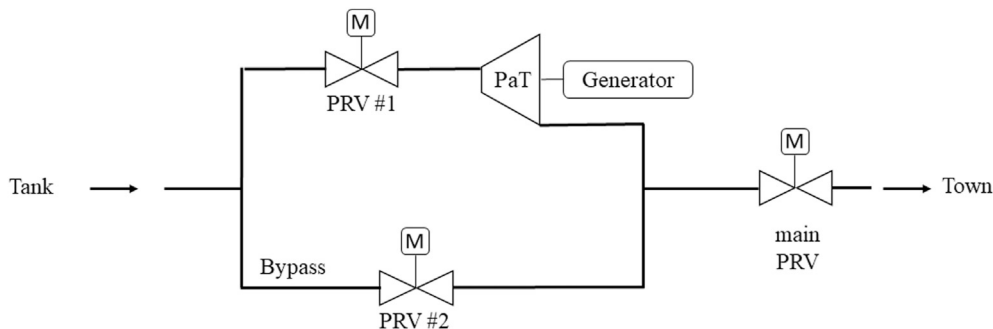 M
PRV #1
PaT
Generator
Tank
M
Town
main
PRV
Bypass
M
PRV #2